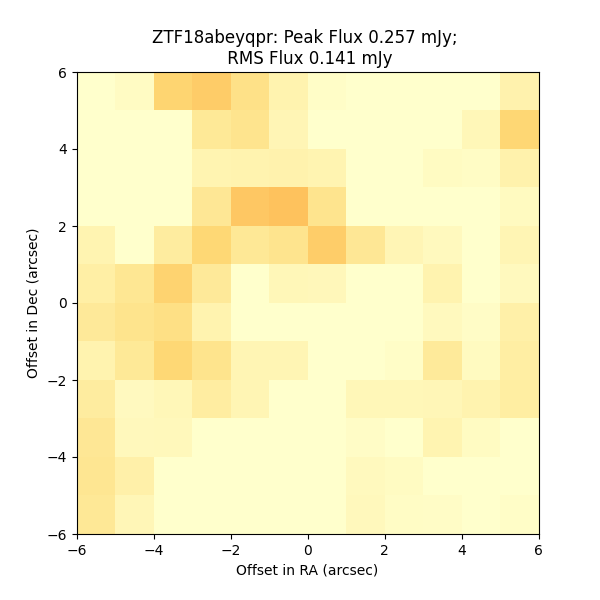 ZTF18abeyqpr: Peak Flux 0.257 mJy;
RMS Flux 0.141 mJy
6
4
2
0
−2
−4
−6
Offset in Dec (arcsec)
−6 −4 −2 0 2 4 6
Offset in RA (arcsec)